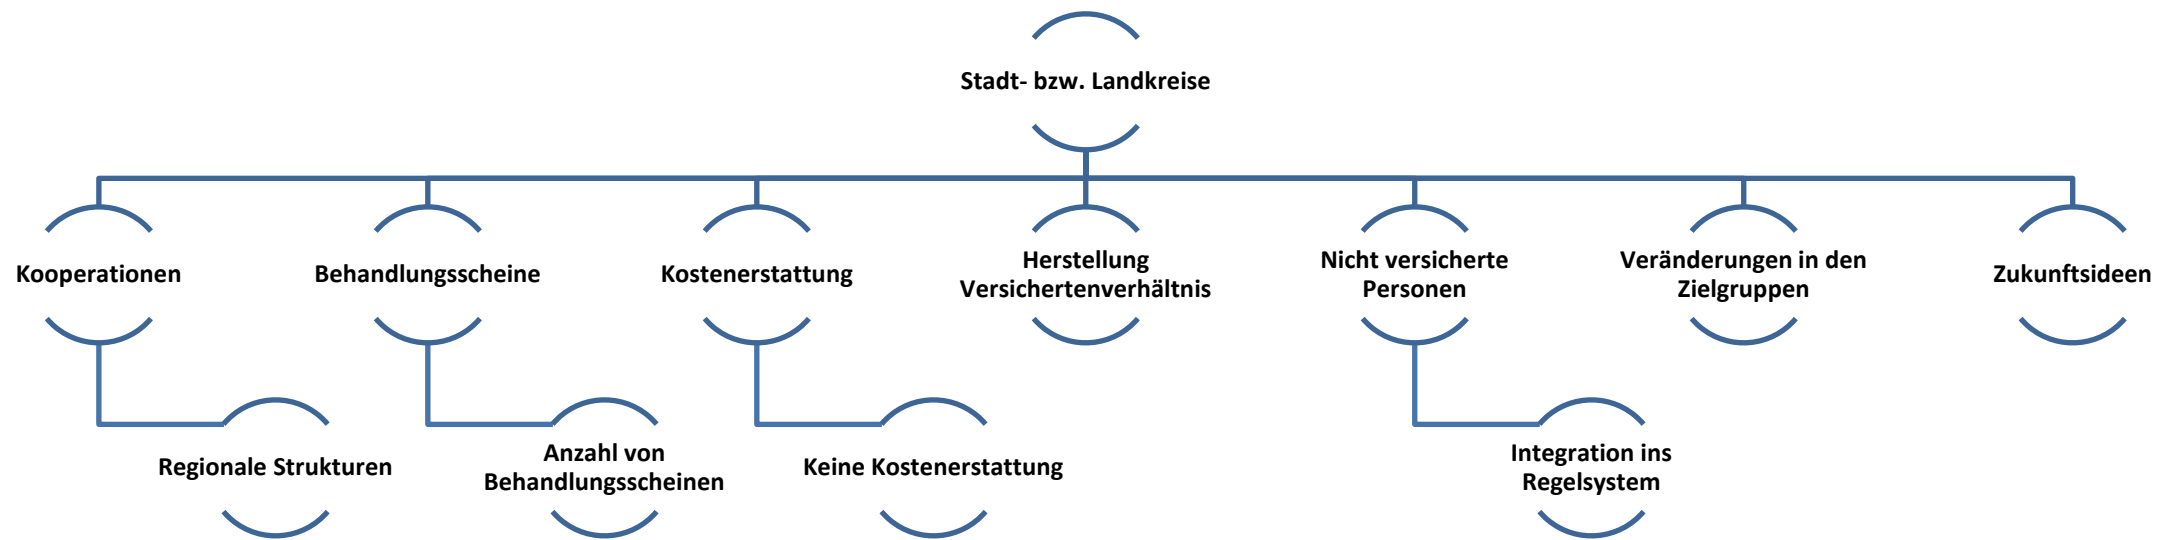 Stadt- bzw. Landkreise
Kooperationen
Behandlungsscheine
Kostenerstattung
Herstellung
Versichertenverhältnis
Nicht versicherte
Personen
Veränderungen in den
Zielgruppen
Zukunftsideen
Regionale Strukturen
Anzahl von
Behandlungsscheinen
Keine Kostenerstattung
Integration ins
Regelsystem